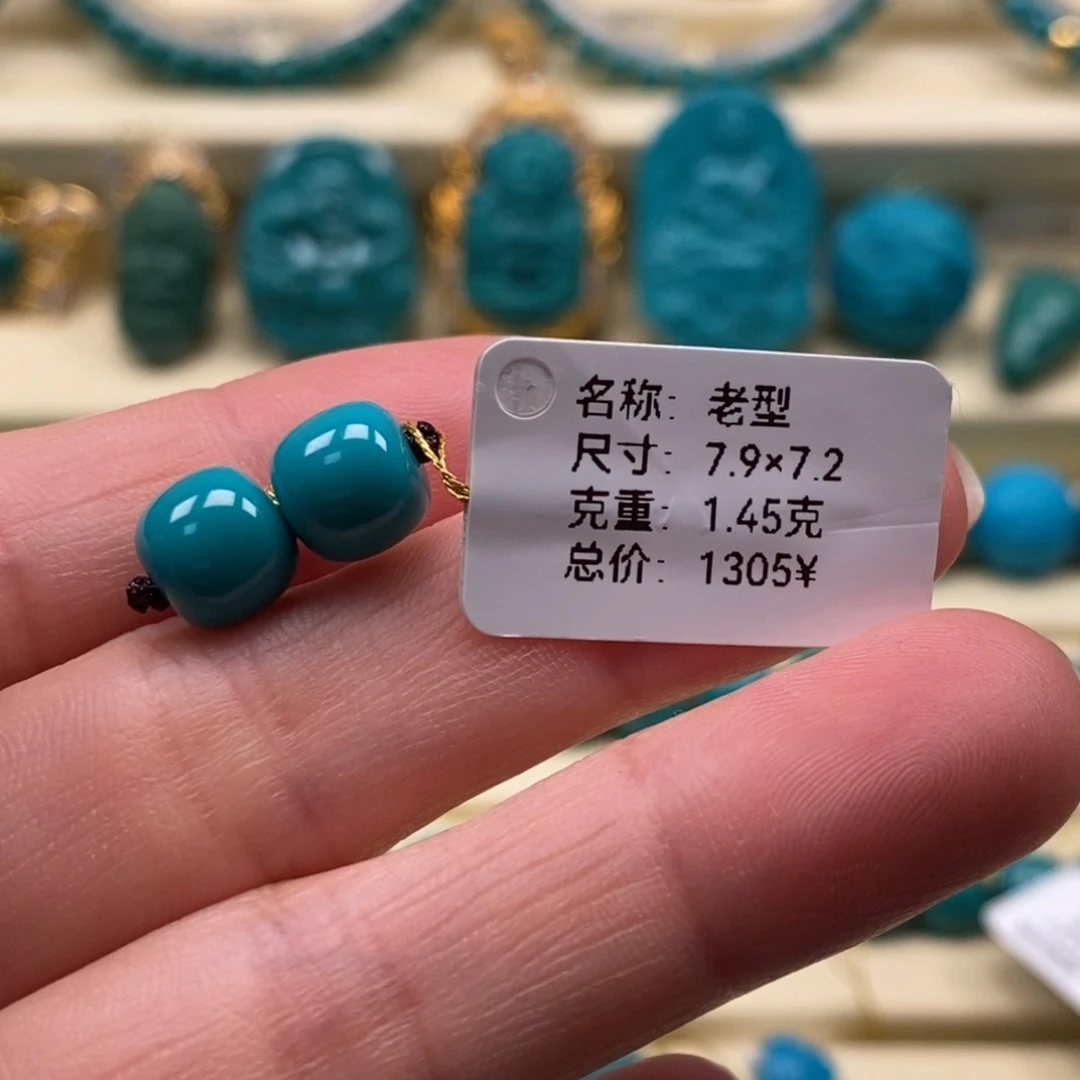 名称: 老型
尺寸: 7.9×7.2
克重: 1.45克
总价: 1305¥